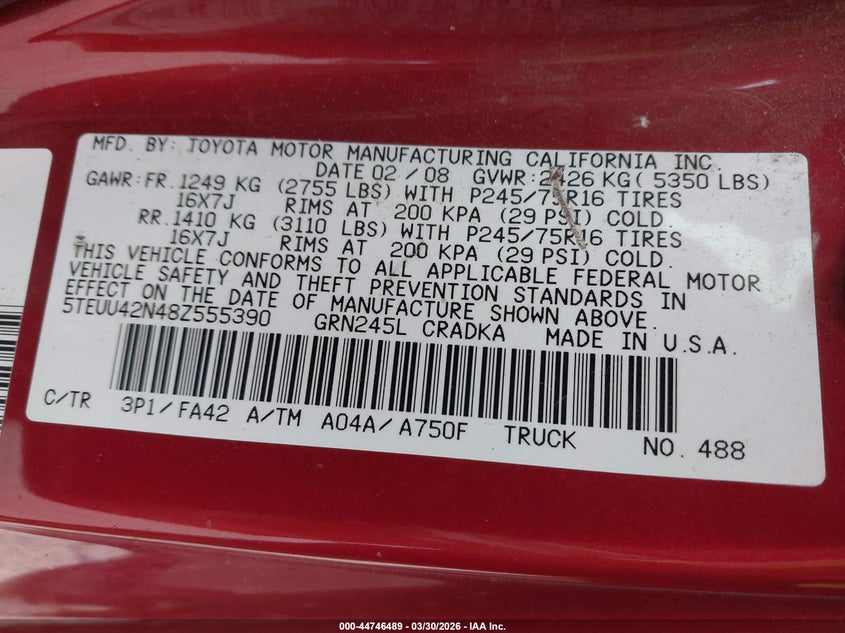 MFD. BY: TOYOTA MOTOR MANUFACTURING CALIFORNIA INC.
DATE 02 / 08 GVWR: 2426 KG ( 5350 LBS)
GAWR: FR. 1249 KG (2755 LBS) WITH P245/75R16 TIRES
16X7J RIMS AT 200 KPA (29 PSI) COLD.
RR. 1410 KG (3110 LBS) WITH P245/75R16 TIRES
16X7J RIMS AT 200 KPA (29 PSI) COLD.
THIS VEHICLE CONFORMS TO ALL APPLICABLE FEDERAL MOTOR
VEHICLE SAFETY AND THEFT PREVENTION STANDARDS IN
EFFECT ON THE DATE OF MANUFACTURE SHOWN ABOVE.
5TEUU42N48Z555390 GRN245L CRADKA MADE IN U.S.A.
C/TR 3P1/FA42 A/TM A04A/A750F TRUCK NO. 488
000-44746489 - 03/30/2026 - IAA Inc.